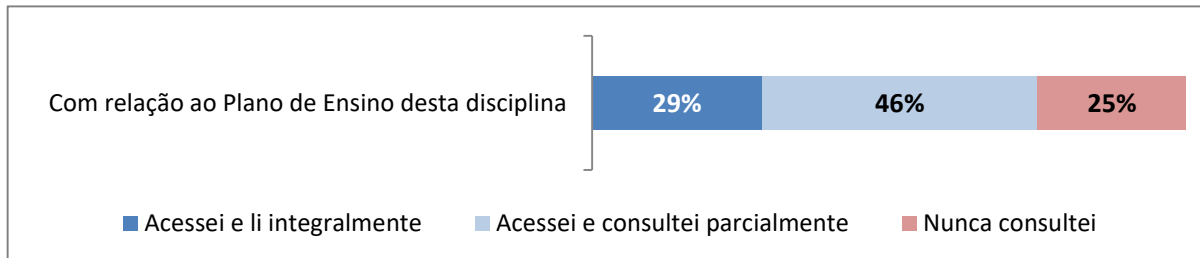 Com relação ao Plano de Ensino desta disciplina
29% 46% 25%
Acessei e li integralmente Acessei e consultei parcialmente Nunca consultei